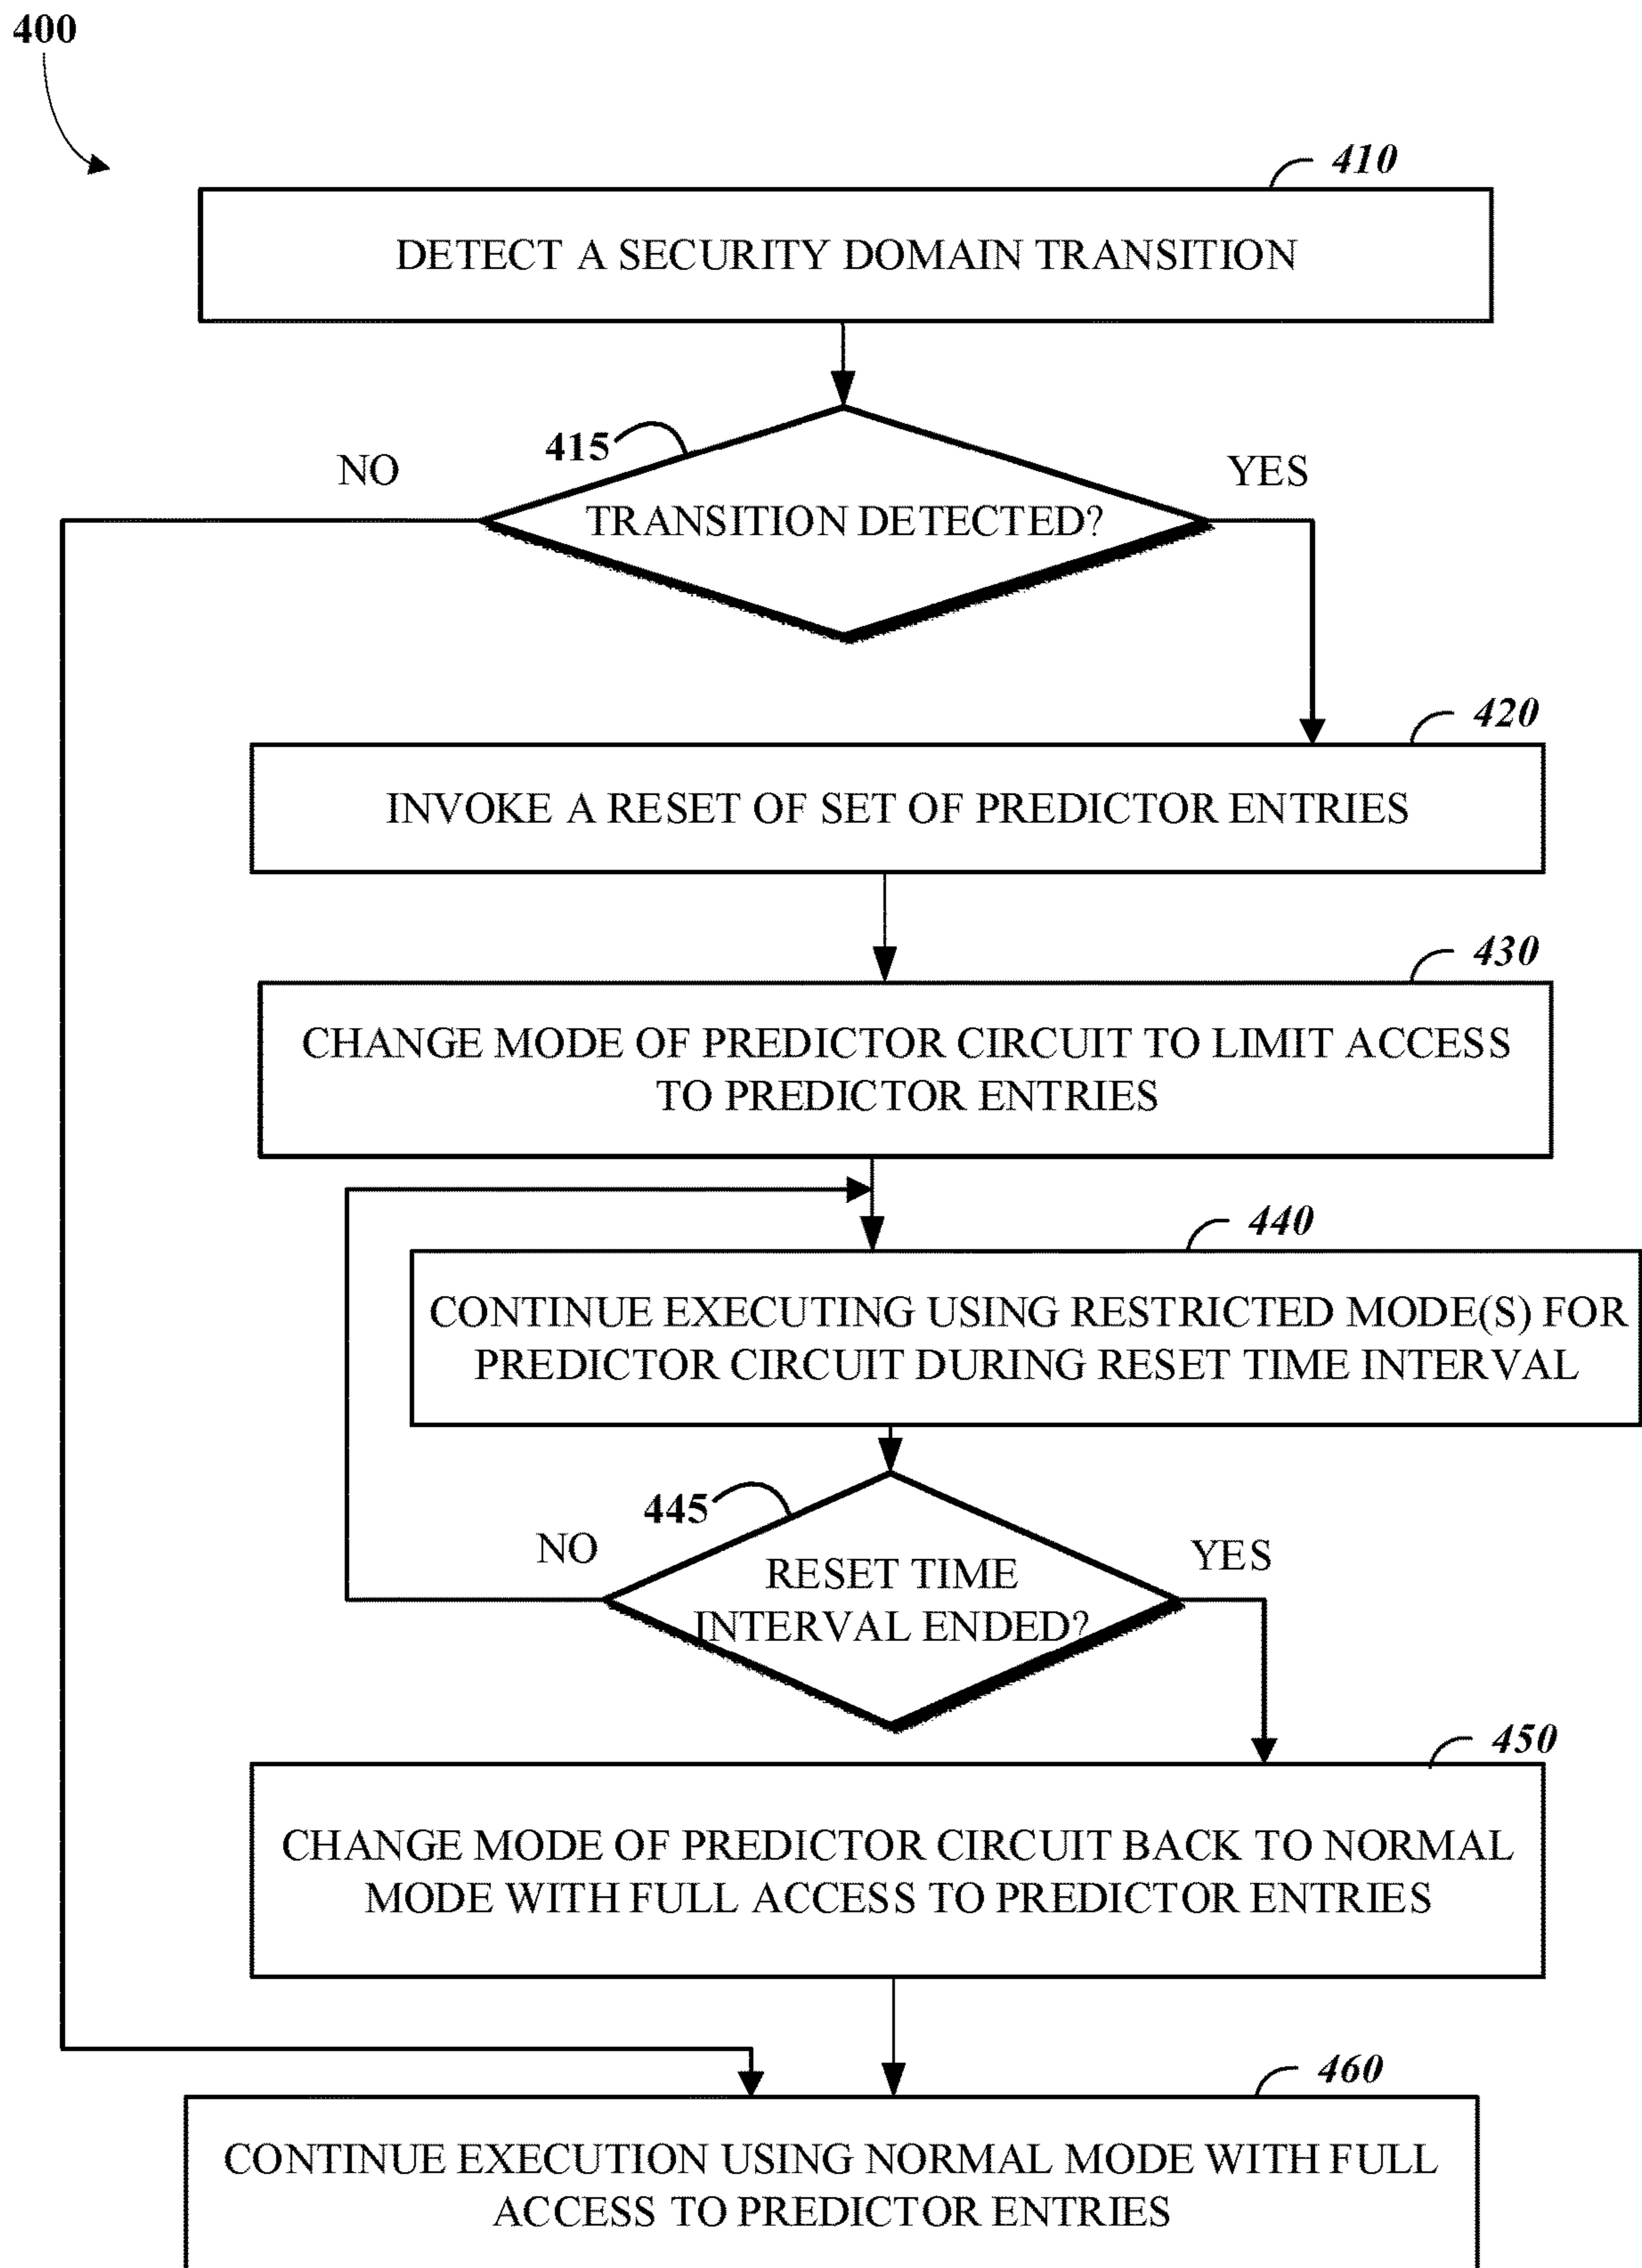 400
410
DETECT A SECURITY DOMAIN TRANSITION
415
NO
YES
TRANSITION DETECTED?
420
INVOKE A RESET OF SET OF PREDICTOR ENTRIES
430
CHANGE MODE OF PREDICTOR CIRCUIT TO LIMIT ACCESS
TO PREDICTOR ENTRIES
440
CONTINUE EXECUTING USING RESTRICTED MODE(S) FOR
PREDICTOR CIRCUIT DURING RESET TIME INTERVAL
445
NO
YES
RESET TIME
INTERVAL ENDED?
450
CHANGE MODE OF PREDICTOR CIRCUIT BACK TO NORMAL
MODE WITH FULL ACCESS TO PREDICTOR ENTRIES
460
CONTINUE EXECUTION USING NORMAL MODE WITH FULL
ACCESS TO PREDICTOR ENTRIES